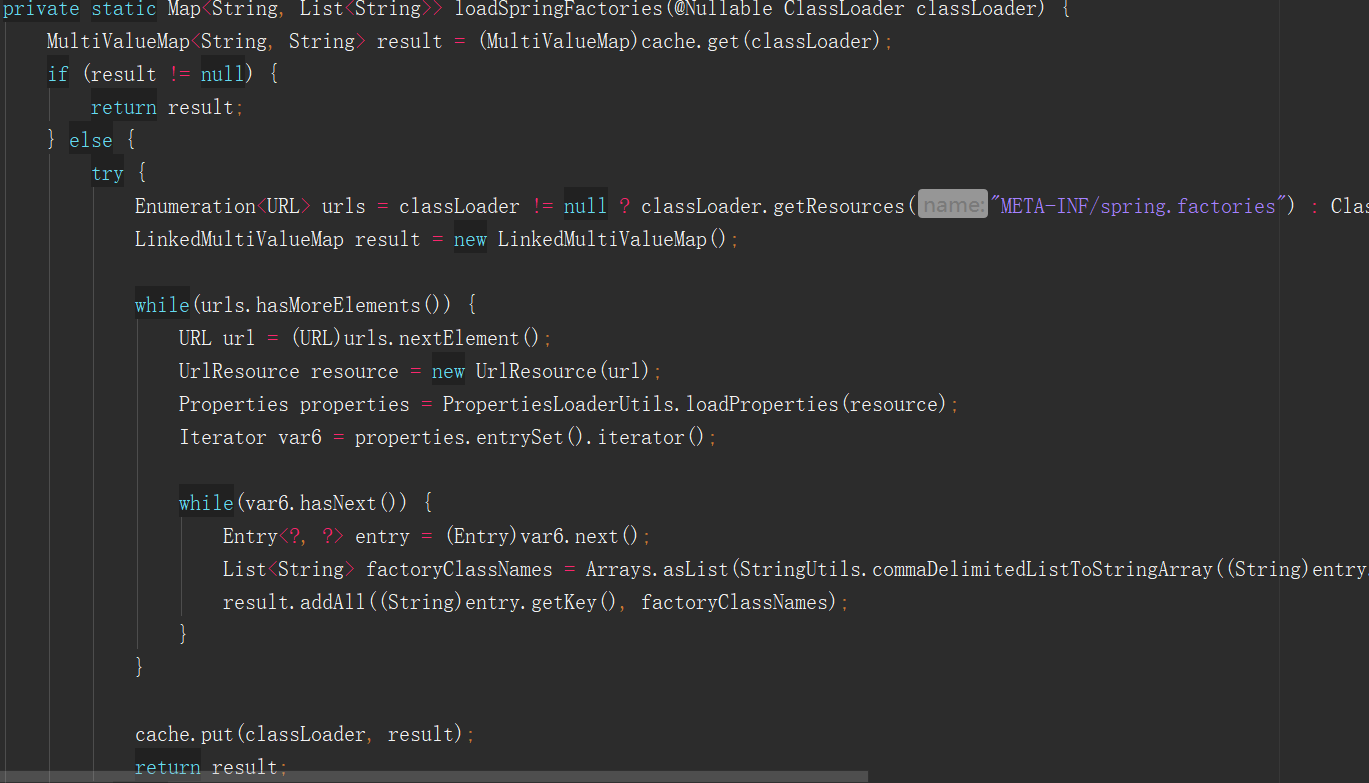 private static Map<String, List<String>> loadSpringFactories(@Nullable ClassLoader classLoader) {
    MultiValueMap<String, String> result = (MultiValueMap)cache.get(classLoader);
    if (result != null) {
        return result;
    } else {
        try {
            Enumeration<URL> urls = classLoader != null ? classLoader.getResources( name: "META-INF/spring.factories") : Clas
            LinkedMultiValueMap result = new LinkedMultiValueMap();
            while(urls.hasMoreElements()) {
                URL url = (URL)urls.nextElement();
                UrlResource resource = new UrlResource(url);
                Properties properties = PropertiesLoaderUtils.loadProperties(resource);
                Iterator var6 = properties.entrySet().iterator();
                while(var6.hasNext()) {
                    Entry<?, ?> entry = (Entry)var6.next();
                    List<String> factoryClassNames = Arrays.asList(StringUtils.commaDelimitedListToStringArray((String)entry.
                    result.addAll((String)entry.getKey(), factoryClassNames);
                }
            }
            cache.put(classLoader, result);
            return result;